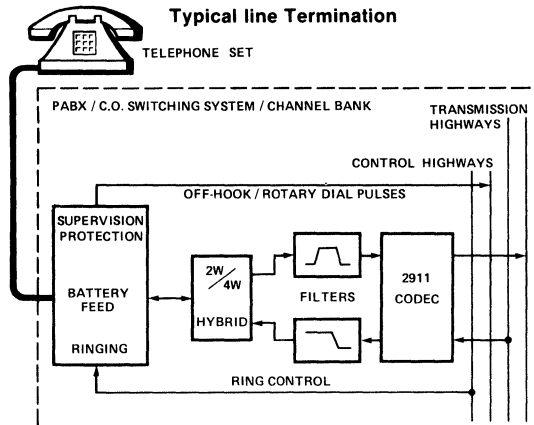 Typical line Termination
TELEPHONE SET
PABX / C.O. SWITCHING SYSTEM / CHANNEL BANK
TRANSMISSION
HIGHWAYS
CONTROL HIGHWAYS
OFF-HOOK / ROTARY DIAL PULSES
SUPERVISION
PROTECTION
BATTERY
FEED
RINGING
2W/4W
HYBRID
FILTERS
2911
CODEC
RING CONTROL